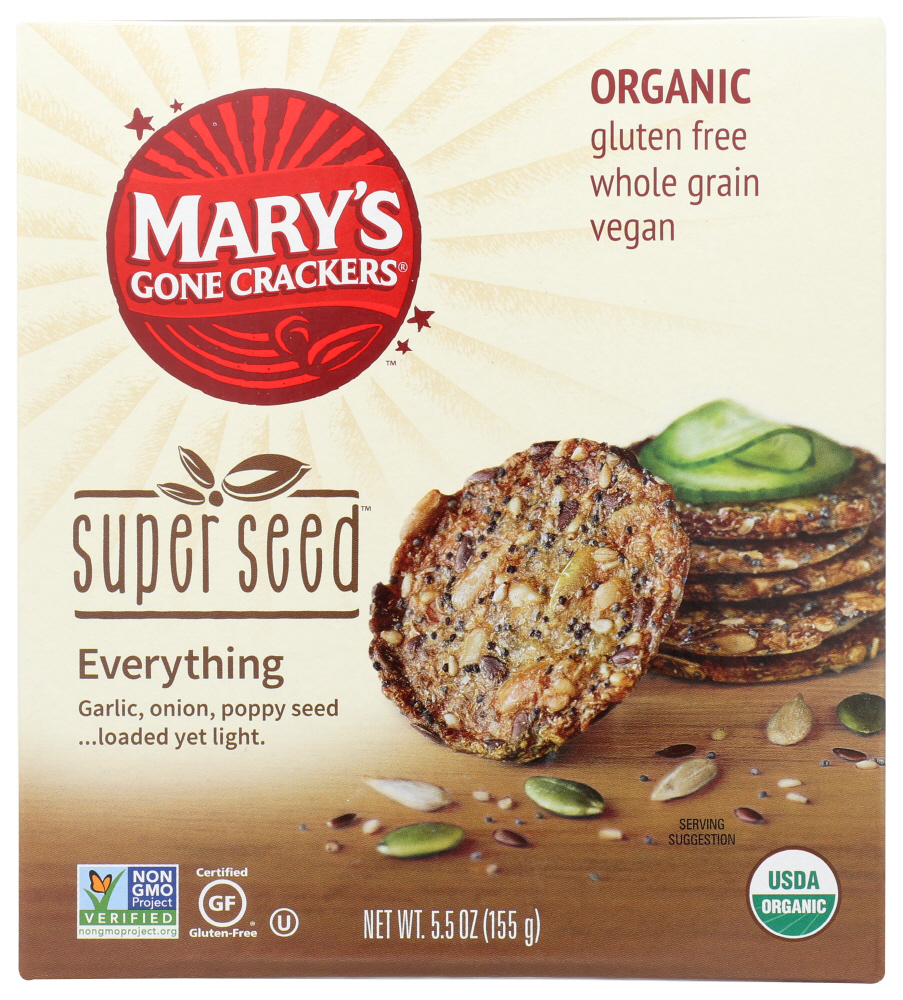 ORGANIC
gluten free
whole grain
vegan
MARY'S
GONE CRACKERS®
™
super seed™
Everything
Garlic, onion, poppy seed
...loaded yet light.
SERVING
SUGGESTION
NON
GMO
Project
VERIFIED
nongmoproject.org
Certified
GF
®
Gluten-Free
U
NET WT. 5.5 OZ (155 g)
USDA
ORGANIC